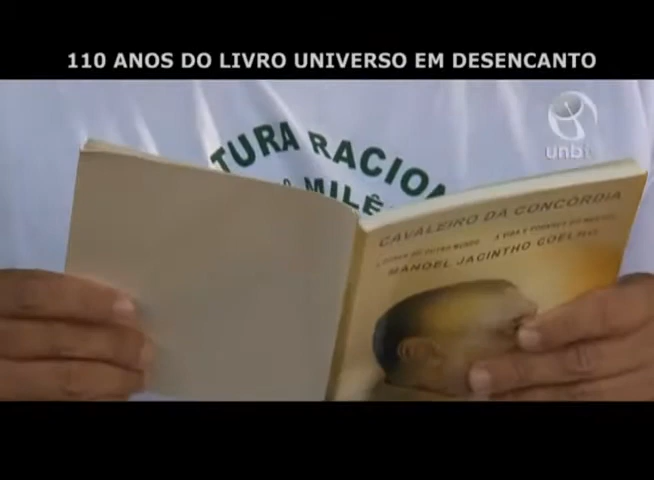 110 ANOS DO LIVRO UNIVERSO EM DESENCANTO
unb
TURA RACION
MILÊ
CAVALEIRO DA CONCÓRDIA
MANOEL JACINTHO COELHO